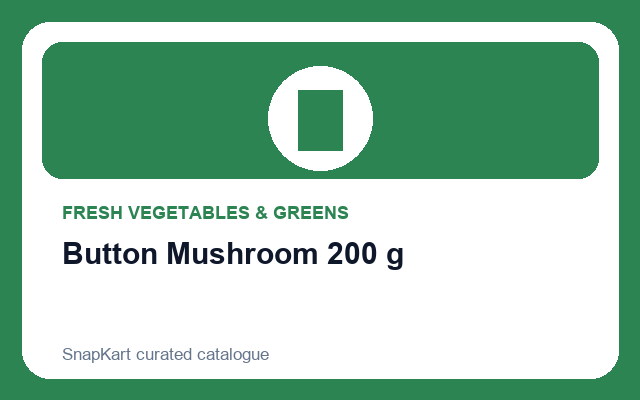 FRESH VEGETABLES & GREENS
Button Mushroom 200 g
SnapKart curated catalogue